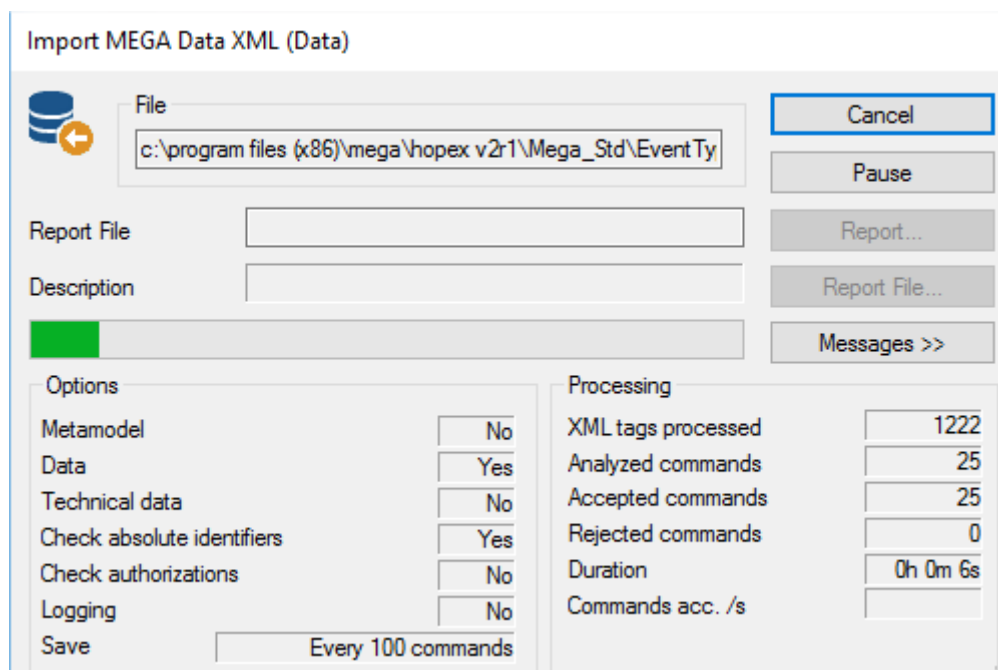 Import MEGA Data XML (Data)
File
Cancel
c:\program files (x86)\mega\hopex v2r1\Mega_Std\EventTy
Pause
Report File
Report...
Description
Report File...
Messages >>
Options
Metamodel No
Data Yes
Technical data No
Check absolute identifiers Yes
Check authorizations No
Logging No
Save Every 100 commands
Processing
XML tags processed 1222
Analyzed commands 25
Accepted commands 25
Rejected commands 0
Duration 0h 0m 6s
Commands acc. /s